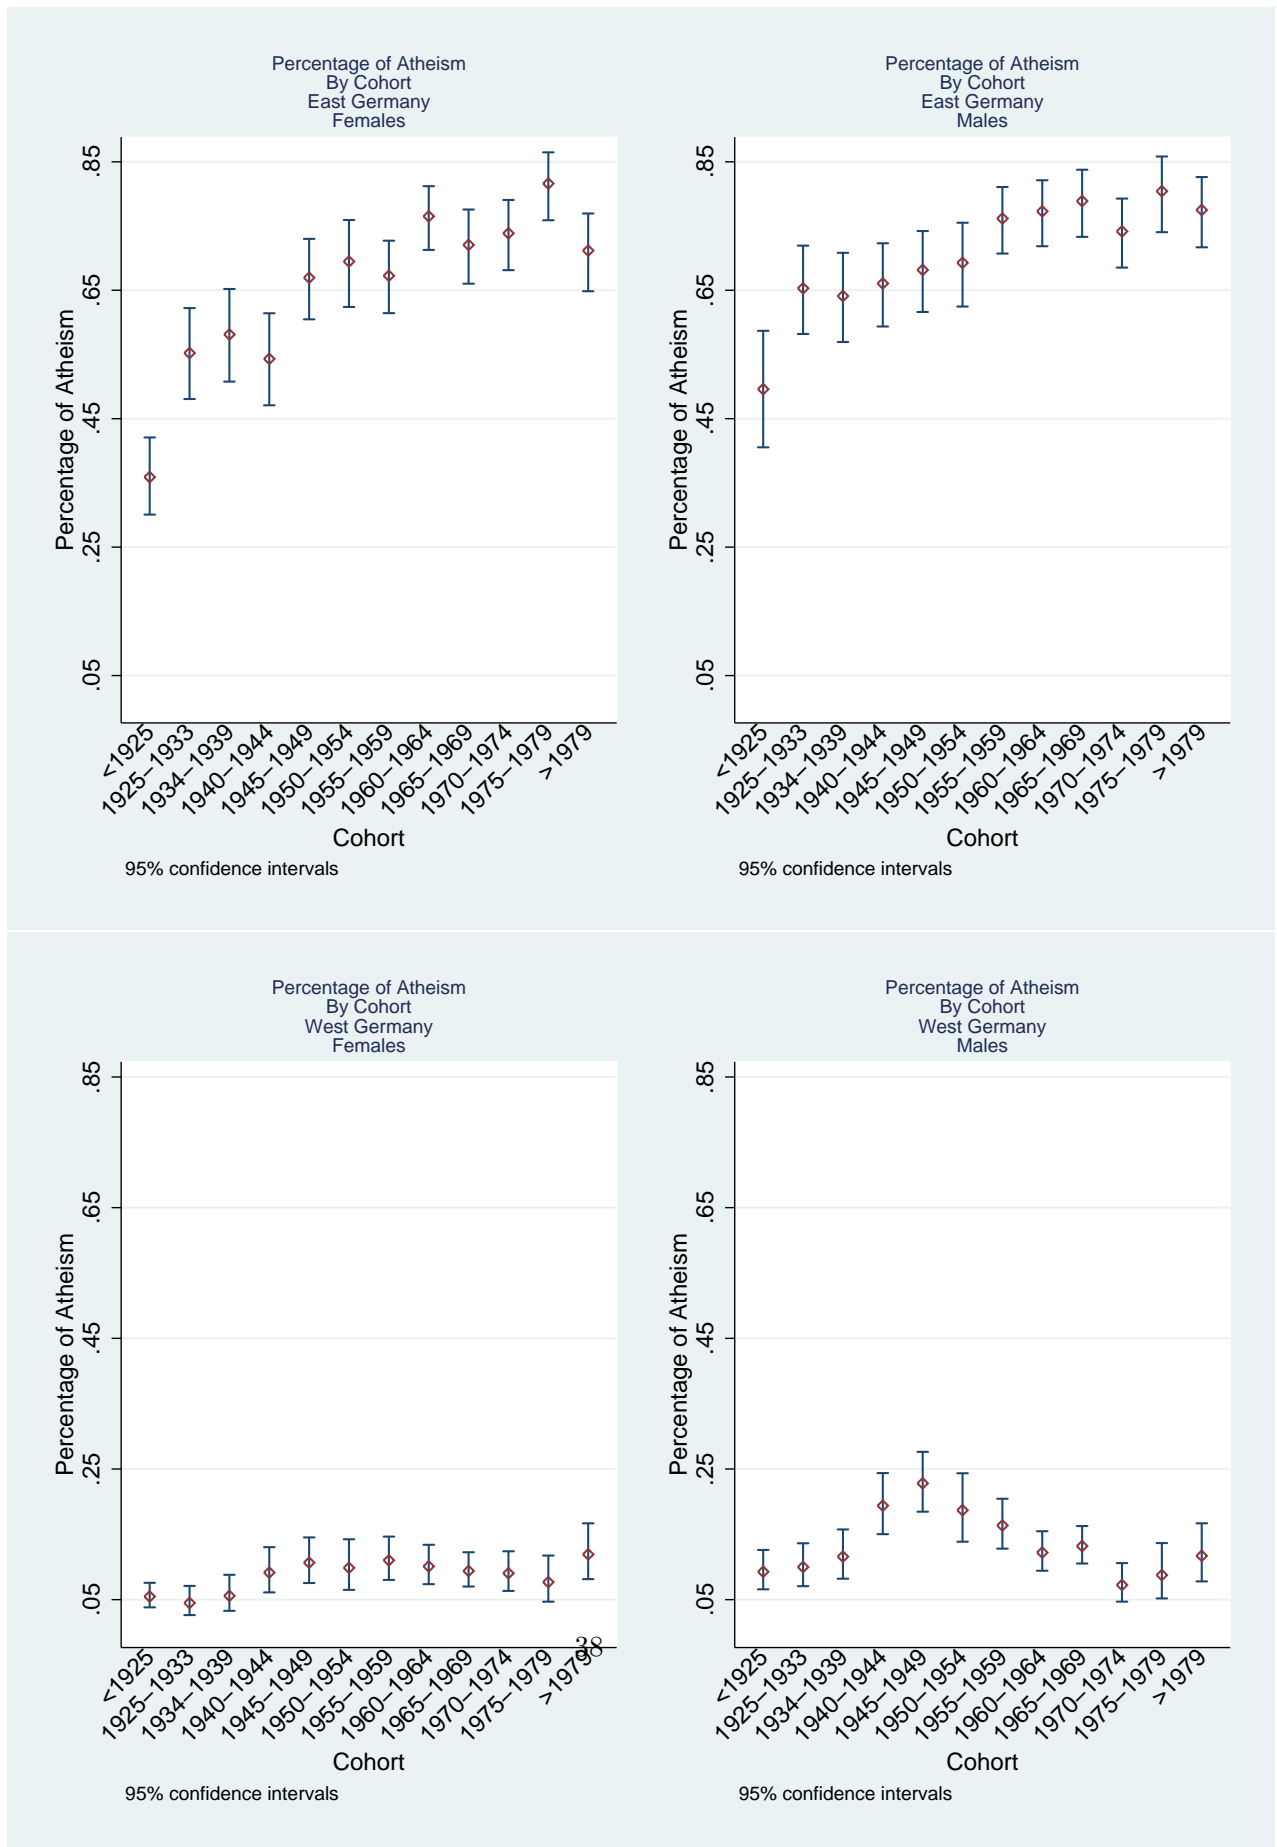 Percentage of Atheism
By Cohort
East Germany
Females
Percentage of Atheism
.85
.65
.45
.25
.05
<1925
1925−1933
1934−1939
1940−1944
1945−1949
1950−1954
1955−1959
1960−1964
1965−1969
1970−1974
1975−1979
>1979
Cohort
95% confidence intervals
Percentage of Atheism
By Cohort
East Germany
Males
Percentage of Atheism
.85
.65
.45
.25
.05
<1925
1925−1933
1934−1939
1940−1944
1945−1949
1950−1954
1955−1959
1960−1964
1965−1969
1970−1974
1975−1979
>1979
Cohort
95% confidence intervals
Percentage of Atheism
By Cohort
West Germany
Females
Percentage of Atheism
.85
.65
.45
.25
.05
<1925
1925−1933
1934−1939
1940−1944
1945−1949
1950−1954
1955−1959
1960−1964
1965−1969
1970−1974
1975−1979
>1979
38
Cohort
95% confidence intervals
Percentage of Atheism
By Cohort
West Germany
Males
Percentage of Atheism
.85
.65
.45
.25
.05
<1925
1925−1933
1934−1939
1940−1944
1945−1949
1950−1954
1955−1959
1960−1964
1965−1969
1970−1974
1975−1979
>1979
Cohort
95% confidence intervals